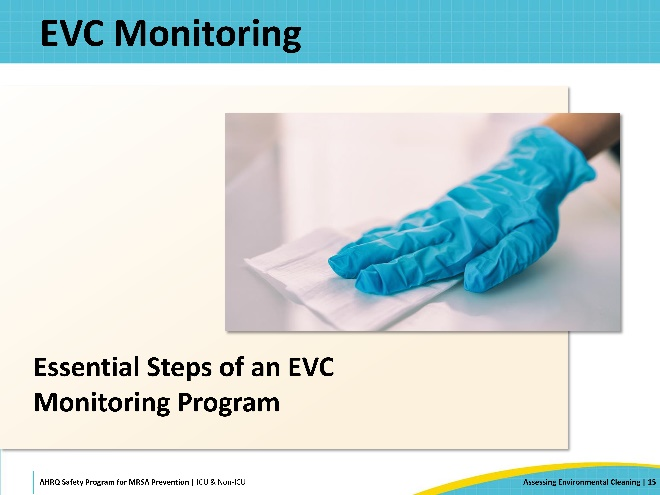 EVC Monitoring
Essential Steps of an EVC
Monitoring Program
AHRQ Safety Program for MRSA Prevention | ICU & Non-ICU
Assessing Environmental Cleaning | 15